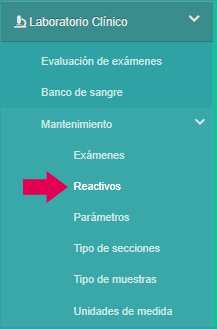 Laboratorio Clínico
Evaluación de exámenes
Banco de sangre
Mantenimiento
Exámenes
Reactivos
Parámetros
Tipo de secciones
Tipo de muestras
Unidades de medida